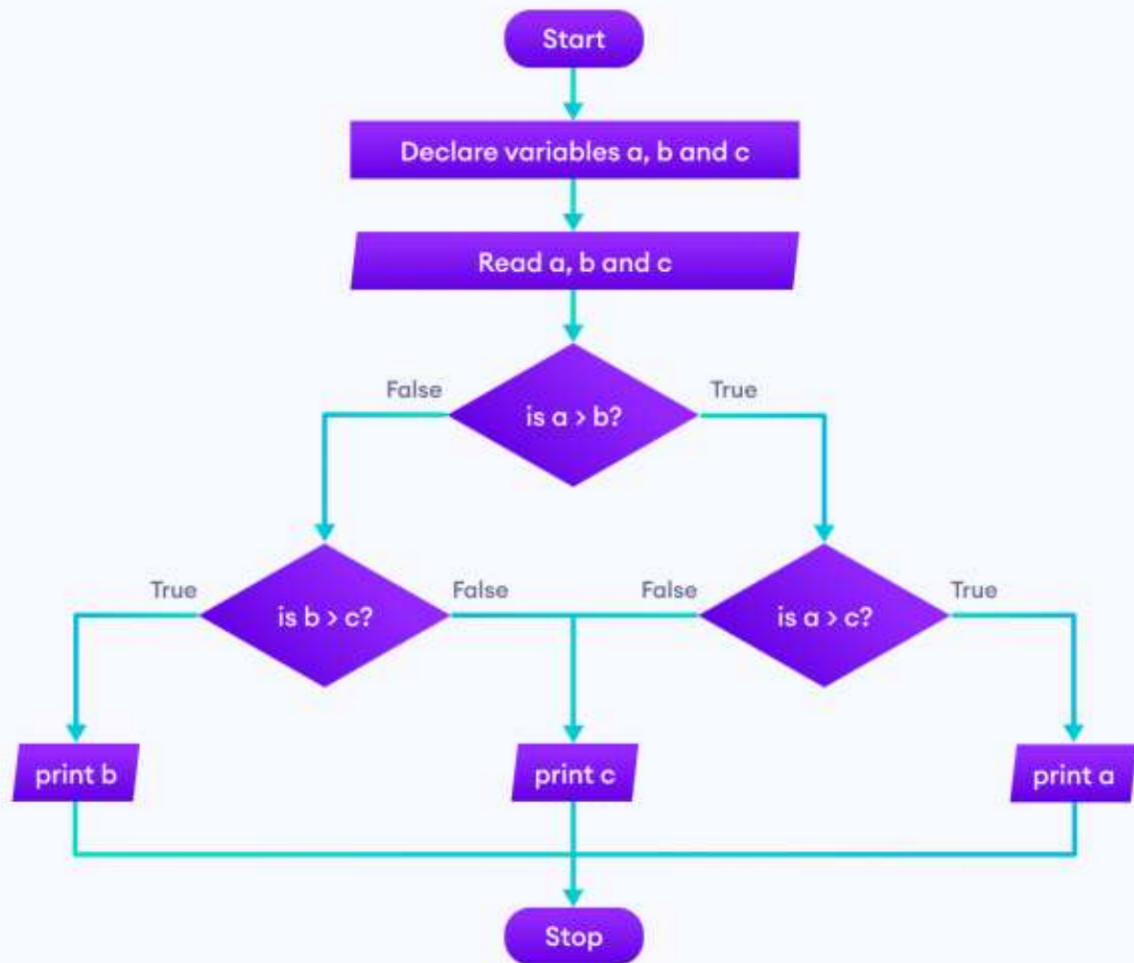 Start
Declare variables a, b and c
Read a, b and c
False
True
is a > b?
True
False
False
True
is b > c?
is a > c?
print b
print c
print a
Stop